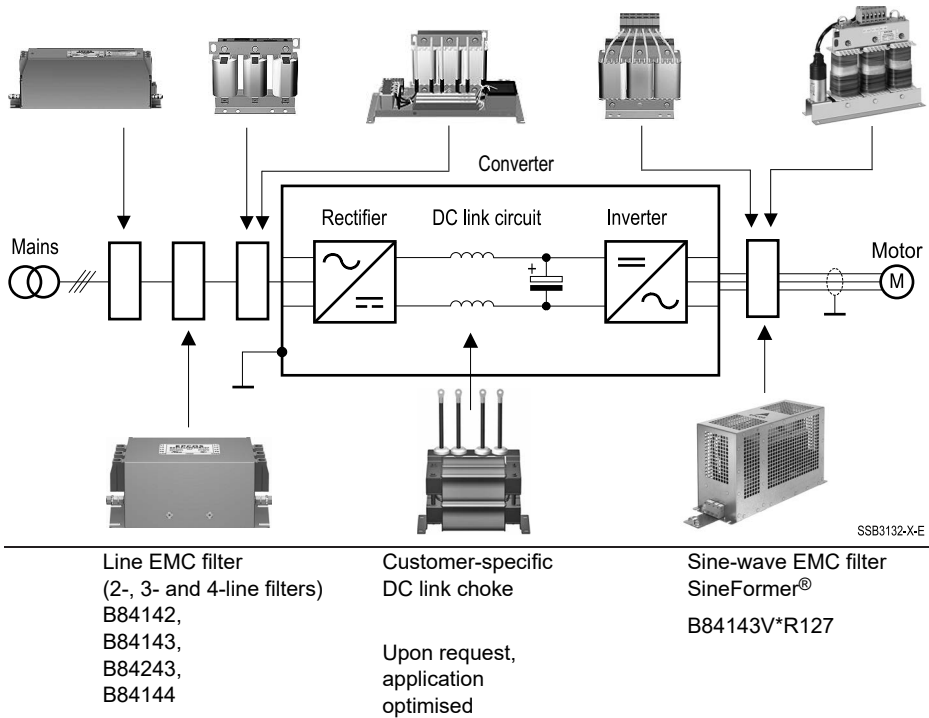 Converter
Rectifier
DC link circuit
Inverter
Mains
Motor
+
M
EPCOS
SSB3132-X-E
Line EMC filter
(2-, 3- and 4-line filters)
B84142,
B84143,
B84243,
B84144
Customer-specific
DC link choke
Upon request,
application
optimised
Sine-wave EMC filter
SineFormer®
B84143V*R127